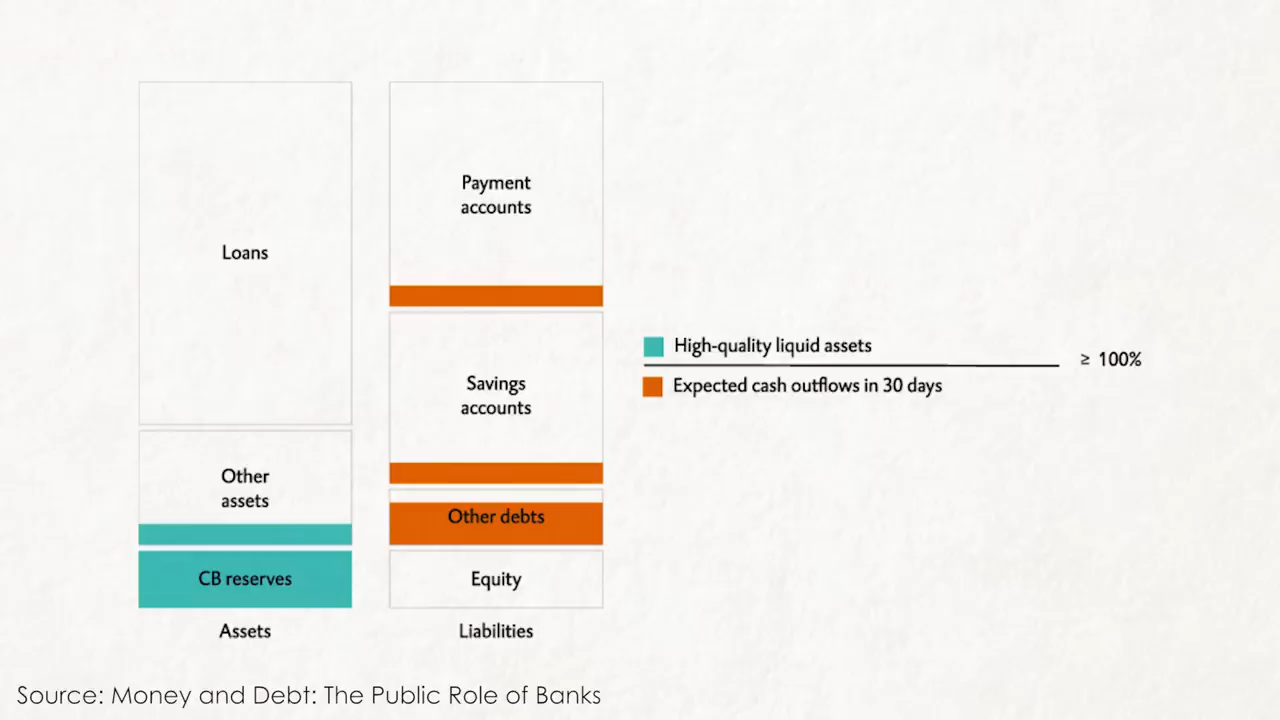 Loans
Other
assets
CB reserves
Assets
Payment
accounts
Savings
accounts
Other debts
Equity
Liabilities
High-quality liquid assets
Expected cash outflows in 30 days
≥ 100%
Source: Money and Debt: The Public Role of Banks